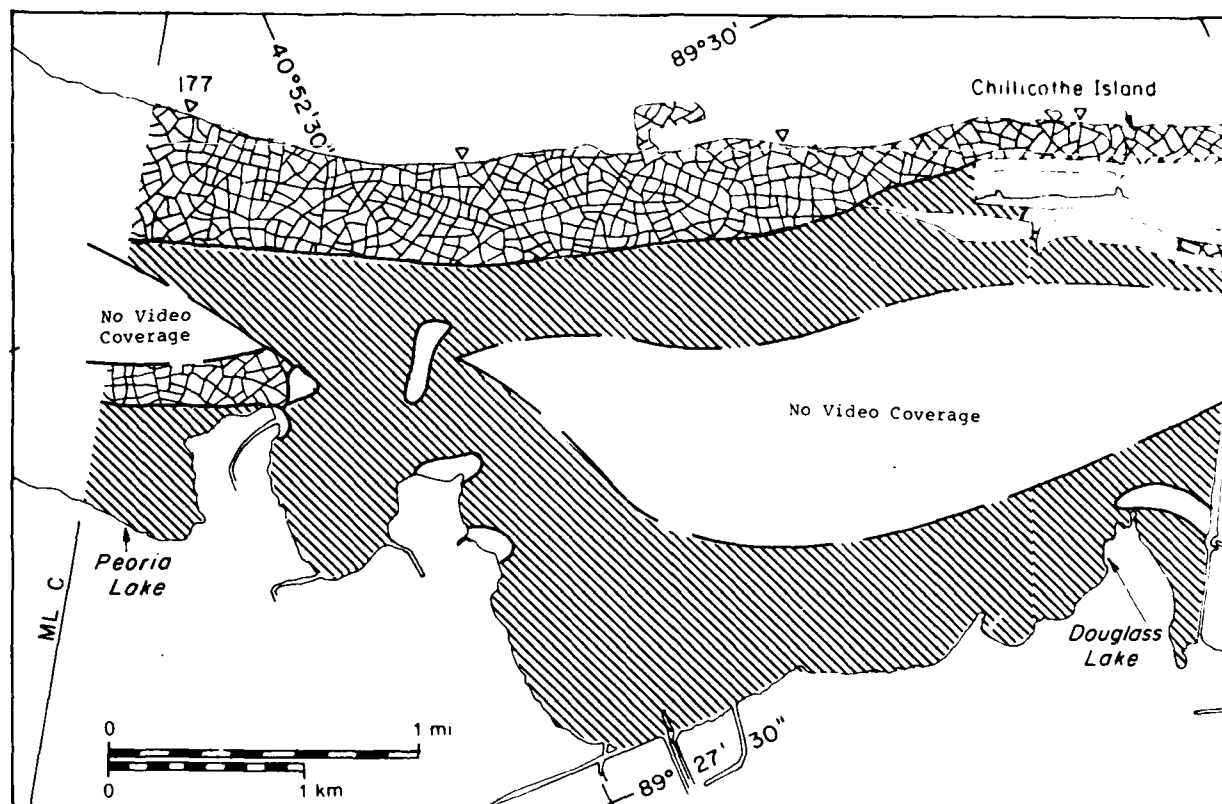 177
40°52'30"
89°30'
Chillicothe Island
No Video
Coverage
No Video Coverage
Peoria
Lake
Douglass
Lake
ML C
0
1 mi
0
1 km
89° 27' 30"